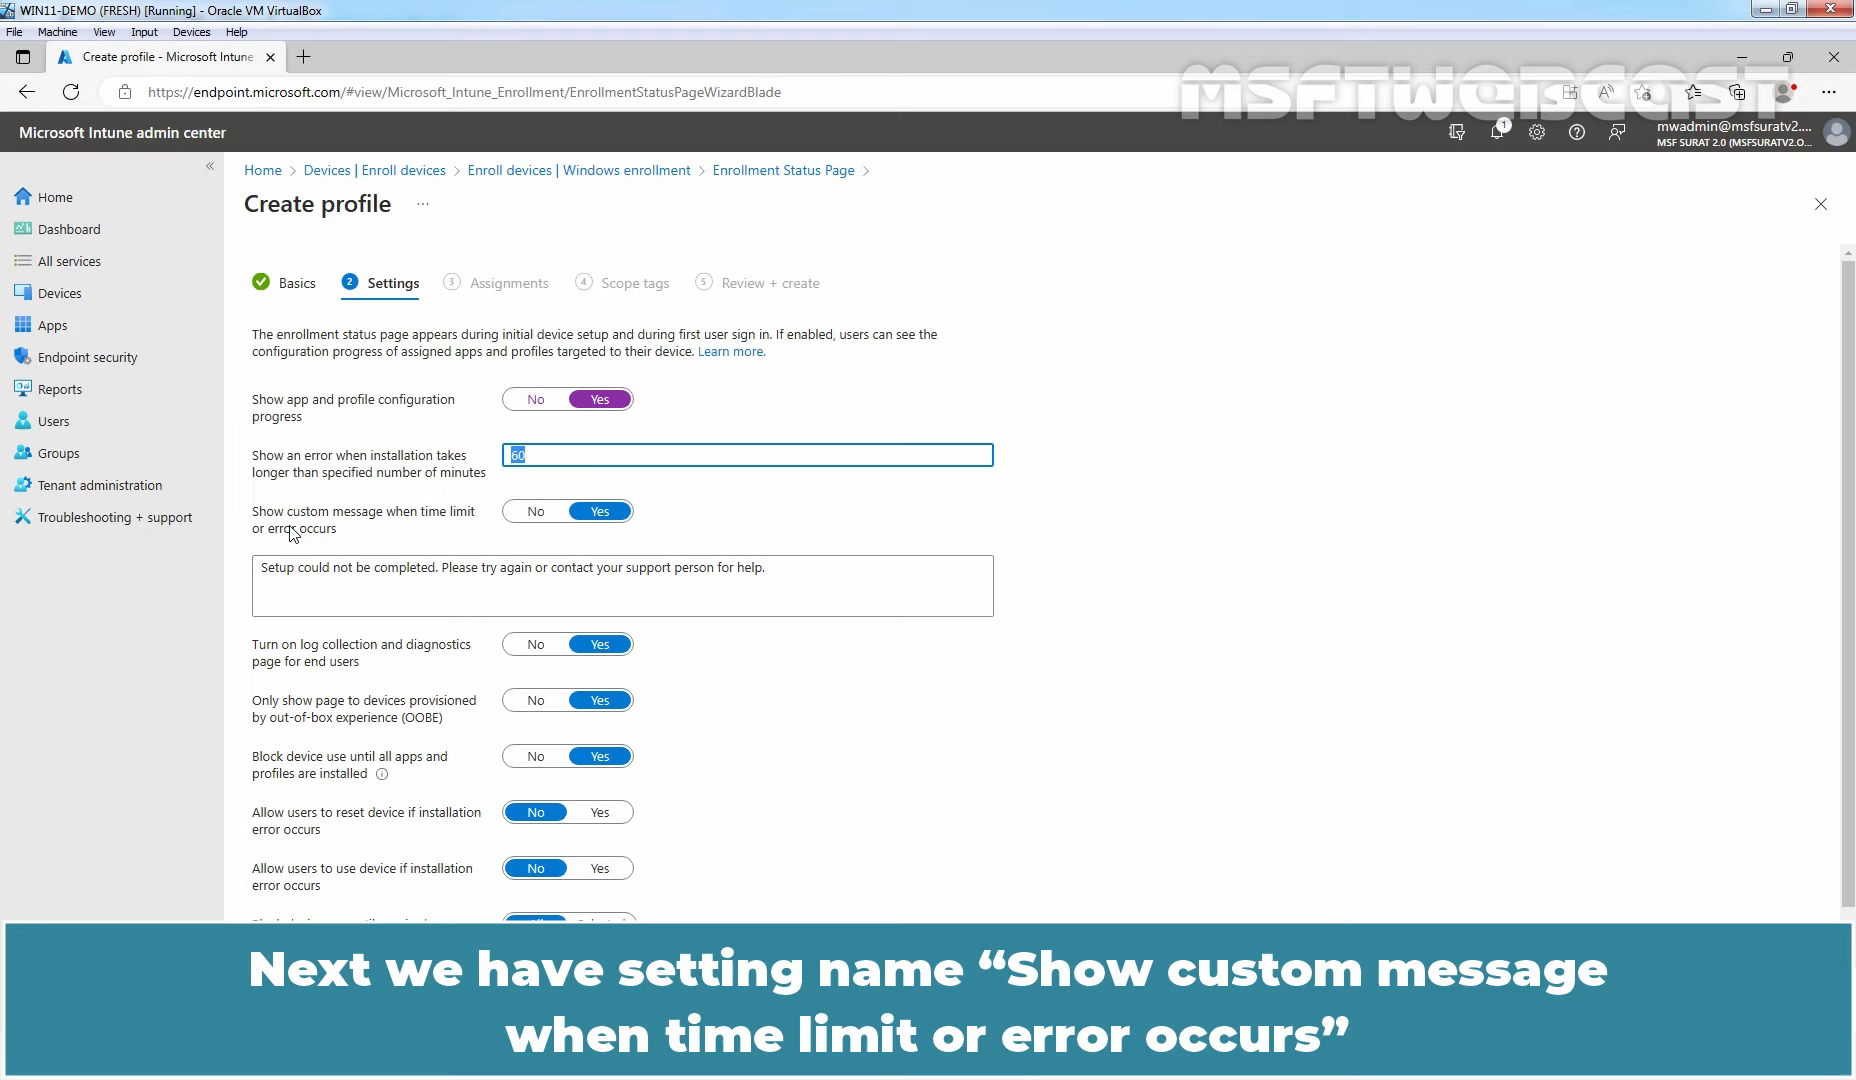 WIN11-DEMO (FRESH) [Running] - Oracle VM VirtualBox
File Machine View Input Devices Help
Create profile - Microsoft Intune
https://endpoint.microsoft.com/#view/Microsoft_Intune_Enrollment/EnrollmentStatusPageWizardBlade
MSFTWEBCAST
Microsoft Intune admin center
1
mwadmin@msfsuratv2....
MSF SURAT 2.0 (MSFSURATV2.O...
Home
Dashboard
All services
Devices
Apps
Endpoint security
Reports
Users
Groups
Tenant administration
Troubleshooting + support
Home > Devices | Enroll devices > Enroll devices | Windows enrollment > Enrollment Status Page >
Create profile ...
Basics 2 Settings 3 Assignments 4 Scope tags 5 Review + create
The enrollment status page appears during initial device setup and during first user sign in. If enabled, users can see the
configuration progress of assigned apps and profiles targeted to their device. Learn more.
Show app and profile configuration
progress
No Yes
Show an error when installation takes
longer than specified number of minutes
60
Show custom message when time limit
or error occurs
No Yes
Setup could not be completed. Please try again or contact your support person for help.
Turn on log collection and diagnostics
page for end users
No Yes
Only show page to devices provisioned
by out-of-box experience (OOBE)
No Yes
Block device use until all apps and
profiles are installed
No Yes
Allow users to reset device if installation
error occurs
No Yes
Allow users to use device if installation
error occurs
No Yes
Next we have setting name “Show custom message
when time limit or error occurs”